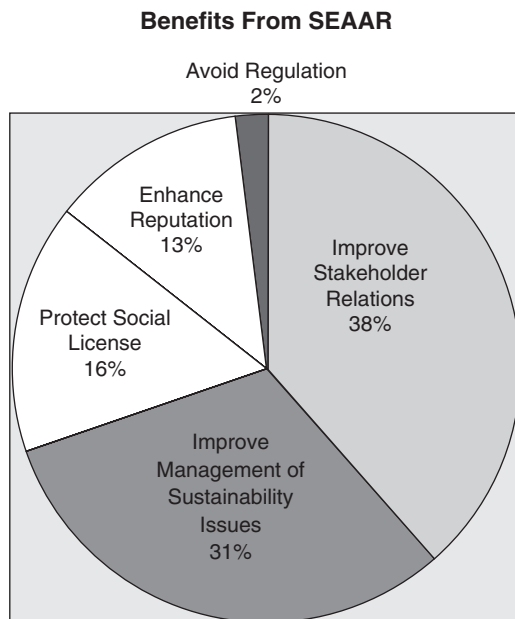 Benefits From SEAAR
Avoid Regulation
2%
Enhance
Reputation
13%
Improve
Stakeholder
Relations
38%
Protect Social
License
16%
Improve
Management of
Sustainability
Issues
31%